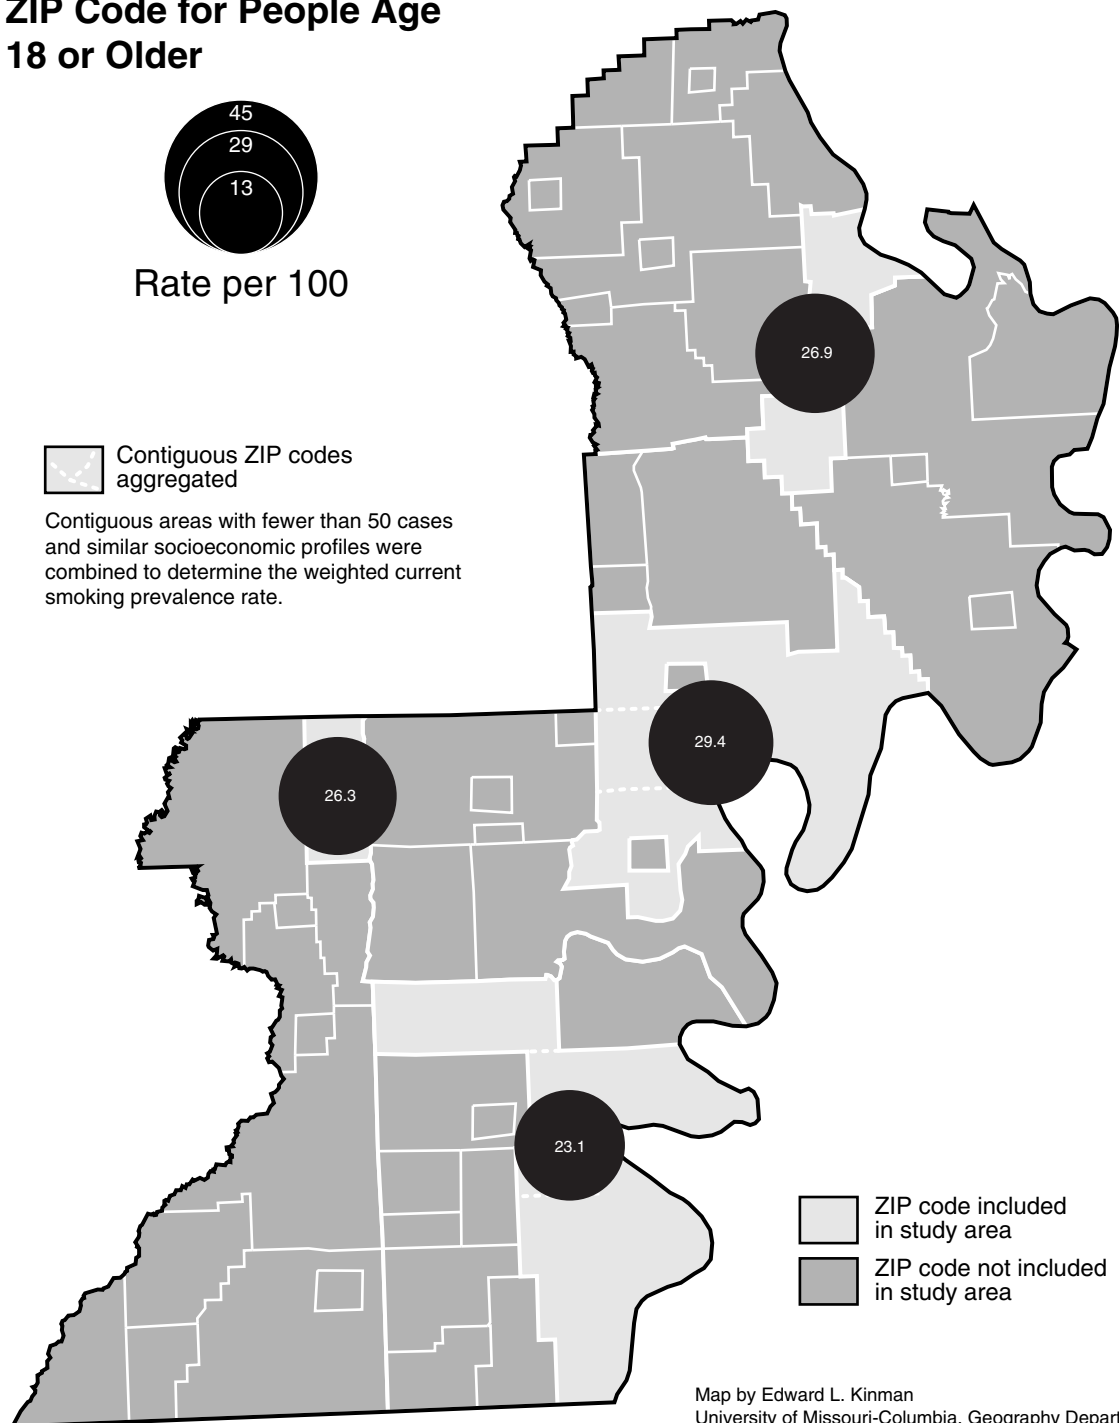 ZIP Code for People Age
18 or Older
45
29
13
Rate per 100
26.9
Contiguous ZIP codes
aggregated
Contiguous areas with fewer than 50 cases
and similar socioeconomic profiles were
combined to determine the weighted current
smoking prevalence rate.
29.4
26.3
23.1
ZIP code included
in study area
ZIP code not included
in study area
Map by Edward L. Kinman
University of Missouri-Columbia, Geography Depar